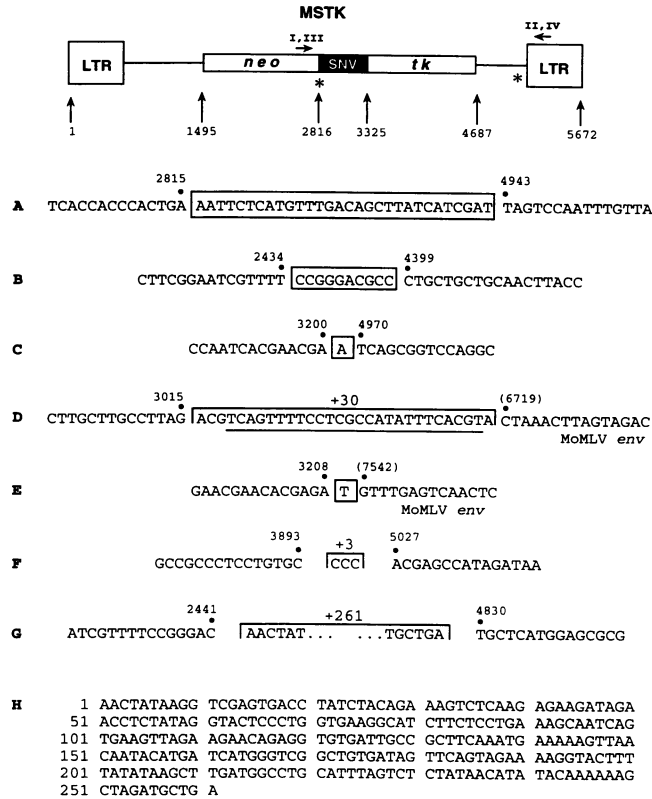 MSTK
I,III
II,IV
LTR
neo
SNV
tk
LTR
*
*
1
1495
2816
3325
4687
5672
2815
4943
A TCACCACCCACTGA AATTCTCATGTTTGACAGCTTATCATCGAT TAGTCCAATTTGTTA
2434
4399
B CTTCGGAATCGTTTTT CCGGGACGCC CTGCTGCTGCAACTTACC
3200
4970
C CCAATCACGAACGA A TCAGCGGTCCAGGC
3015
+30
(6719)
D CTTGCTTGCCTTAG ACGTCAGTTTTCCTCGCCATATTTCACGTA CTAAACTTAGTAGAC
MoMLV env
3208
(7542)
E GAACGAACACGAGA T GTTTGAGTCAACTC
MoMLV env
3893
+3
5027
F GCCGCCCTCCTGTGC CCC ACGAGCCATAGATAA
2441
+261
4830
G ATCGTTTTCCGGGAC AACTAT... ...TGCTGA TGCTCATGGAGCGCG
H 1 AACTATAAGG TCGAGTGACC TATCTACAGA AAGTCTCAAG AGAAGATAGA
51 ACCTCTATAG GTACTCCCTG GTGAAGGCAT CTTCTCCTGA AAGCAATCAG
101 TGAAGTTAGA AGAACAGAGG TGTGATTGCC GCTTCAAATG AAAAAGTTAA
151 CAATACATGA TCATGGGTCG GCTGTGATAG TTCAGTAGAA AAGGTACTTT
201 TATATAAGCT TGATGGCCTG CATTTAGTCT CTATAACATA TACAAAAAAG
251 CTAGATGCTG A